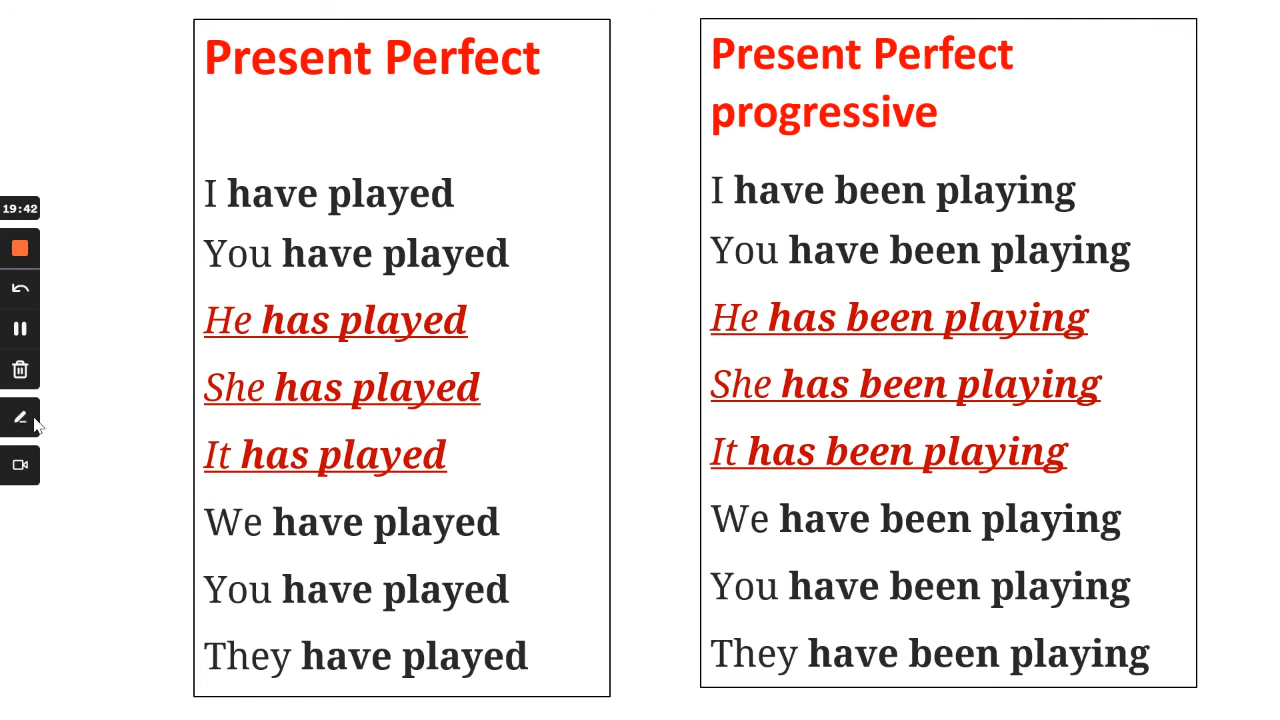 19:42
Present Perfect
I have played
You have played
He has played
She has played
It has played
We have played
You have played
They have played
Present Perfect
progressive
I have been playing
You have been playing
He has been playing
She has been playing
It has been playing
We have been playing
You have been playing
They have been playing